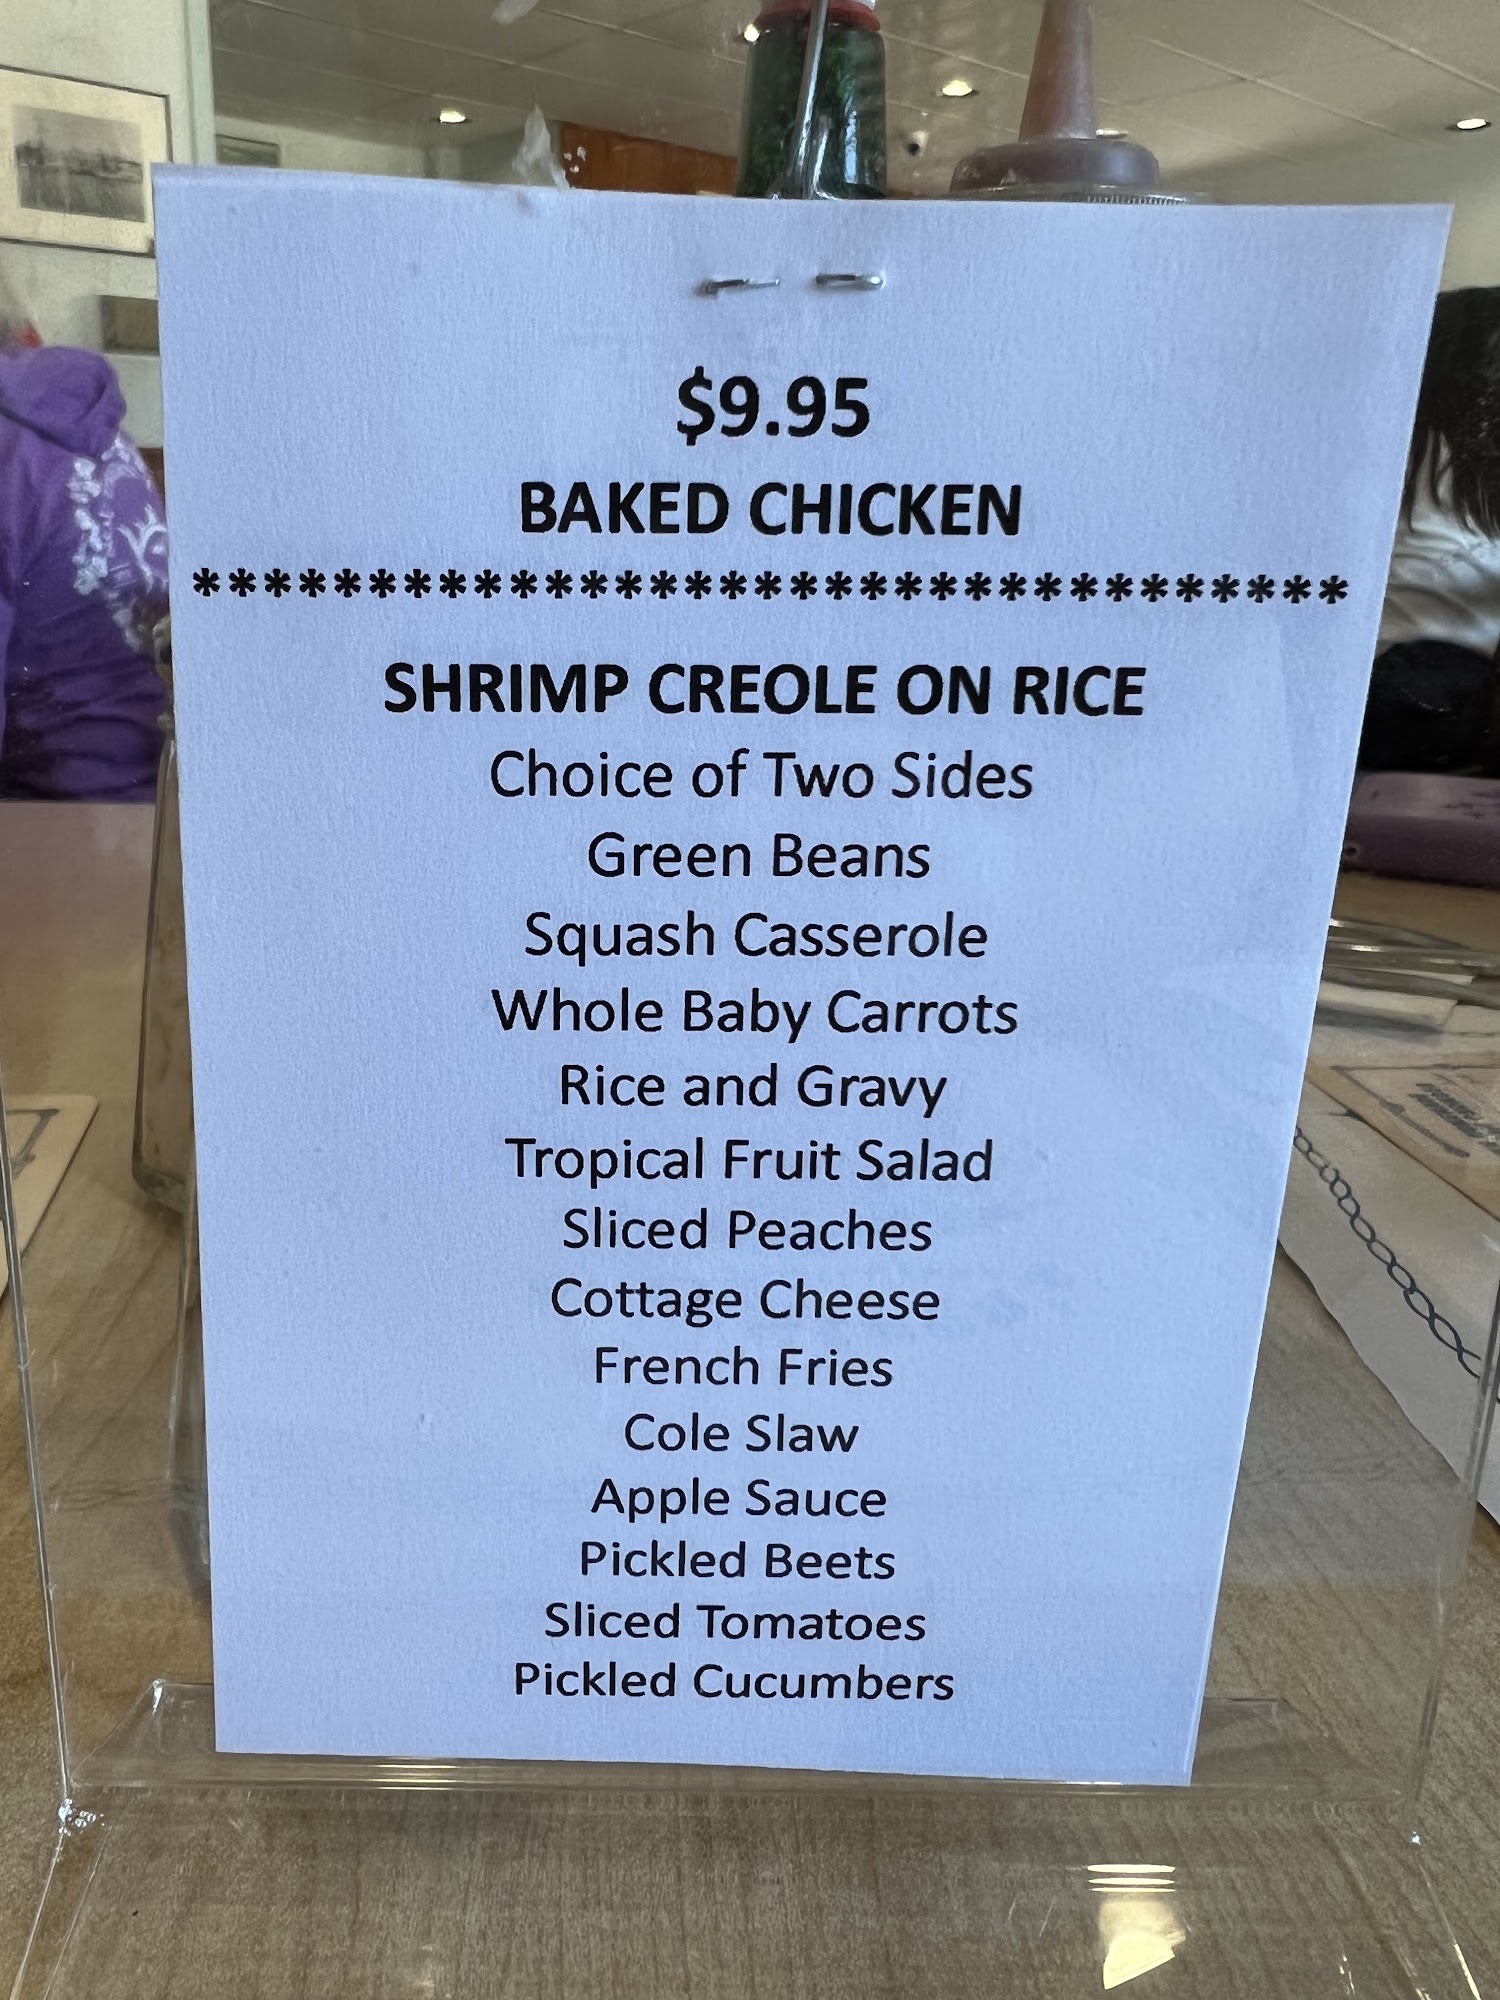 $9.95
BAKED CHICKEN
*********************************
SHRIMP CREOLE ON RICE
Choice of Two Sides
Green Beans
Squash Casserole
Whole Baby Carrots
Rice and Gravy
Tropical Fruit Salad
Sliced Peaches
Cottage Cheese
French Fries
Cole Slaw
Apple Sauce
Pickled Beets
Sliced Tomatoes
Pickled Cucumbers